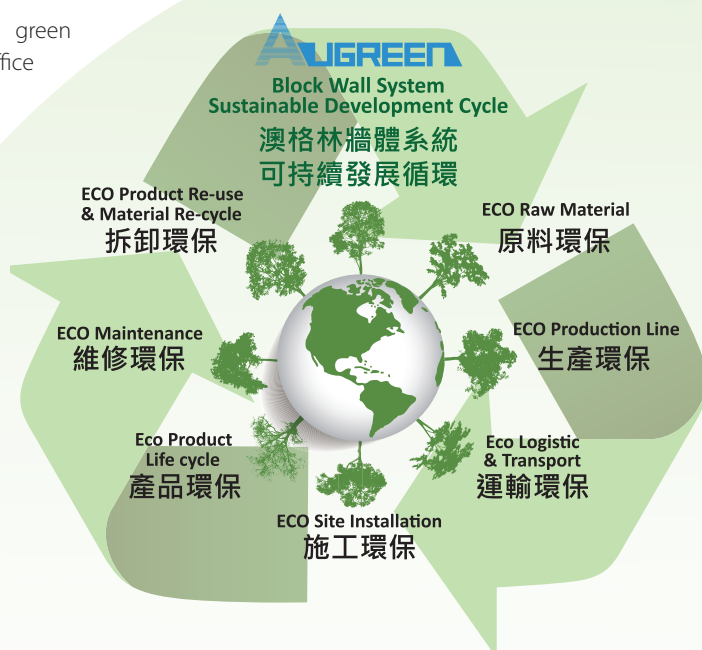 green
ffice
AUGREEN
Block Wall System
Sustainable Development Cycle
澳格林牆體系統
可持續發展循環
ECO Raw Material
原料環保
ECO Production Line
生產環保
Eco Logistic
& Transport
運輸環保
ECO Site Installation
施工環保
Eco Product
Life cycle
產品環保
ECO Maintenance
維修環保
ECO Product Re-use
& Material Re-cycle
拆卸環保